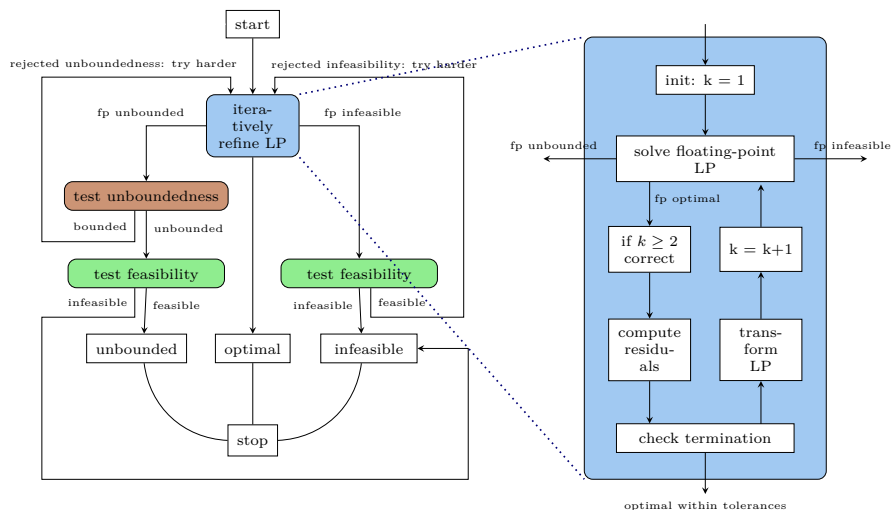 start
rejected unboundedness: try harder
rejected infeasibility: try harder
itera-
tively
refine LP
fp unbounded
fp infeasible
test unboundedness
bounded
unbounded
test feasibility
test feasibility
infeasible
feasible
infeasible
feasible
unbounded
optimal
infeasible
stop
init: k = 1
fp unbounded
fp infeasible
solve floating-point
LP
fp optimal
if k ≥ 2
correct
k = k+1
compute
residu-
als
trans-
form
LP
check termination
optimal within tolerances